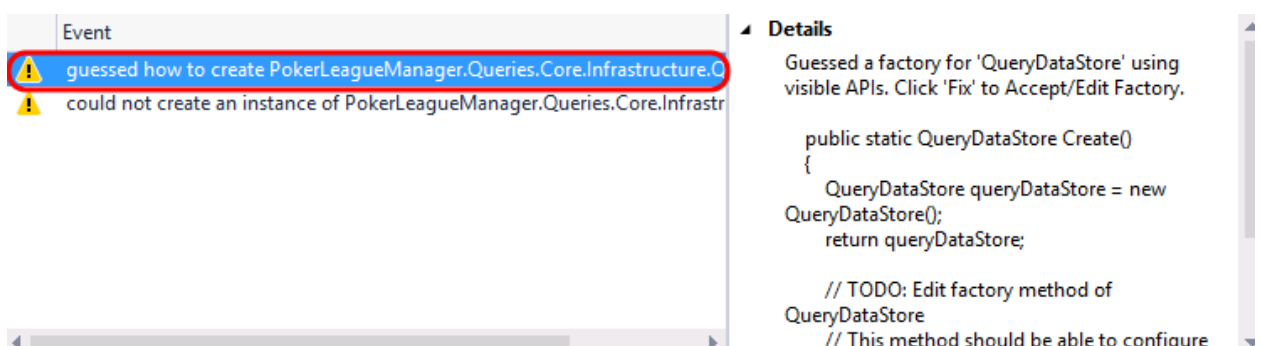 Event
guessed how to create PokerLeagueManager.Queries.Core.Infrastructure.Q
could not create an instance of PokerLeagueManager.Queries.Core.Infrastr
Details
Guessed a factory for 'QueryDataStore' using
visible APIs. Click 'Fix' to Accept/Edit Factory.
public static QueryDataStore Create()
{
QueryDataStore queryDataStore = new
QueryDataStore();
return queryDataStore;
// TODO: Edit factory method of
QueryDataStore
// This method should be able to configure